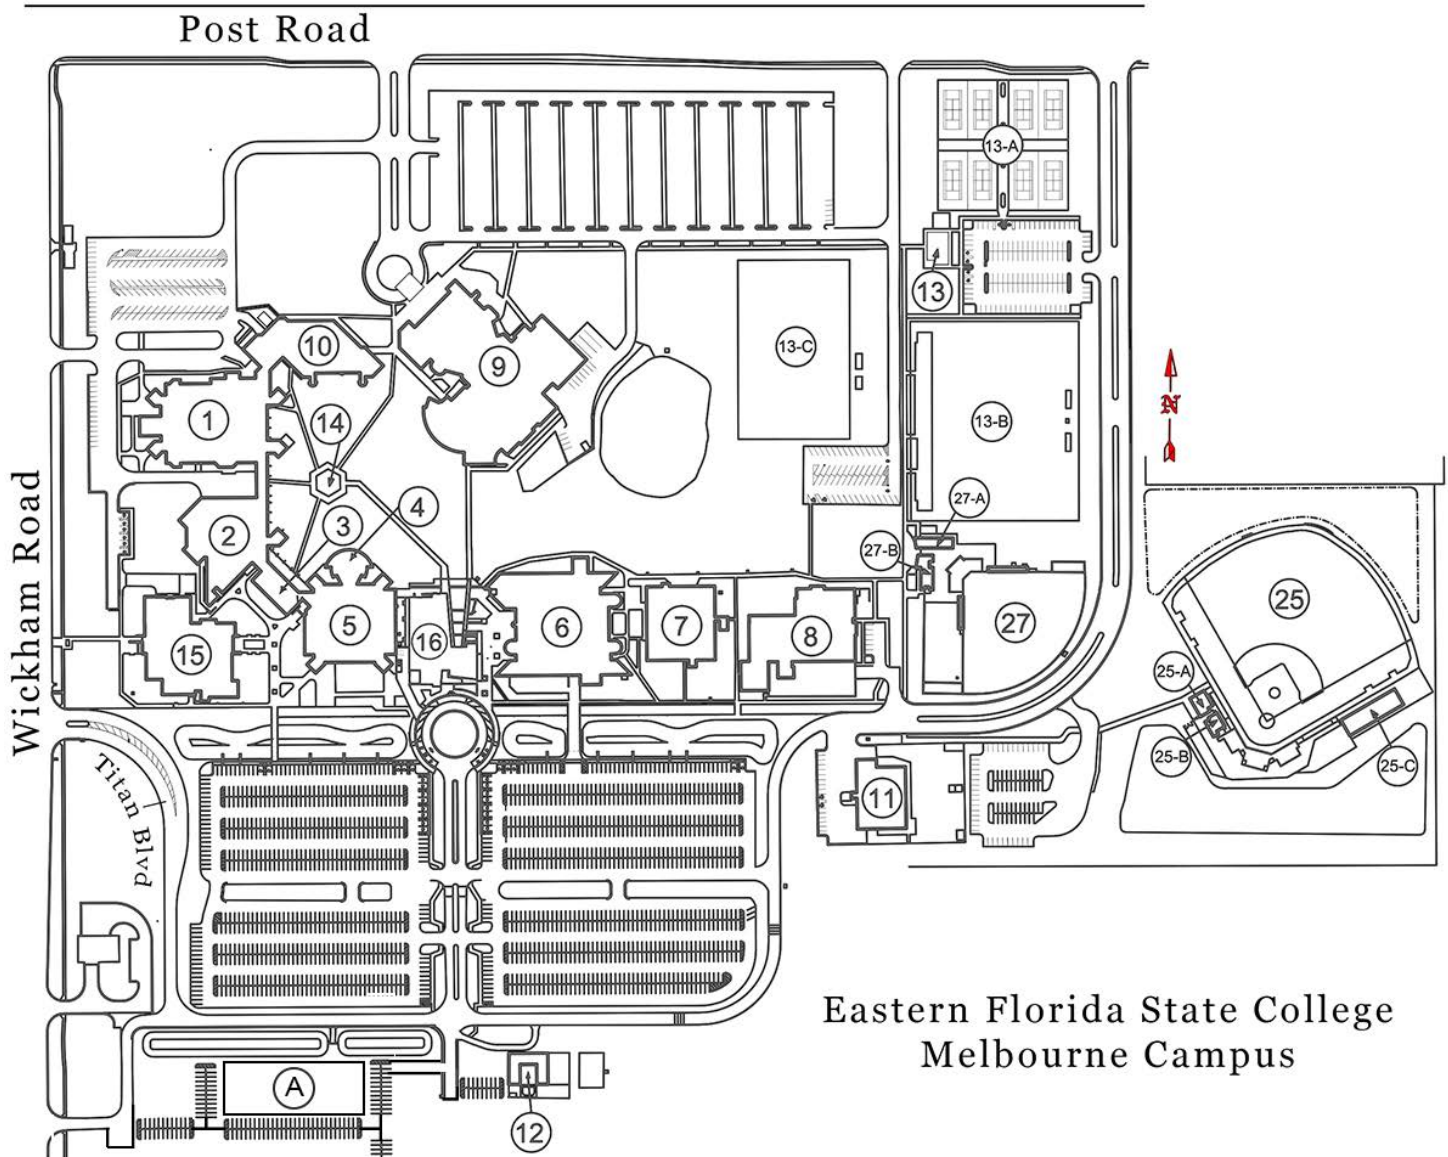 Post Road
13-A
13
10
9
13-C
1
14
13-B
N
4
27-A
3
2
27-B
25
5
16
6
7
8
27
15
25-A
Wickham Road
25-B
25-C
Titan Blvd
11
Eastern Florida State College
Melbourne Campus
A
12